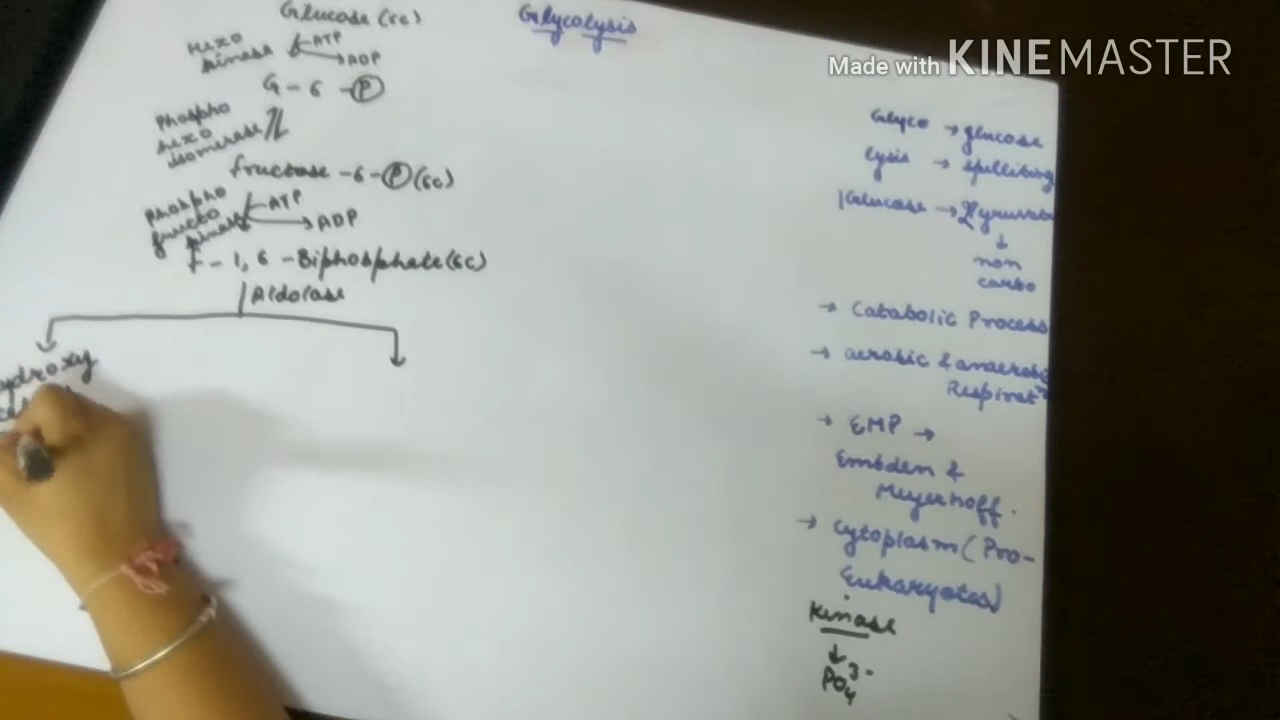 Glycolysis
Made with KINEMASTER
Glucose (6c)
Hexo
kinase
ATP
ADP
G - 6 - P
Phospho
hexo
isomerase
fructose - 6 - P (6c)
Phospho
fructo
kinase
ATP
ADP
F - 1, 6 - Biphosphate (6c)
Aldolase
ydroxy
Glyco → glucose
lysis → splliting
Glucose →
↓
non
carbo
→ Catabolic Process
→ aerobic & anaerobic
Respirat
→ EMP →
Embden &
Meyerhoff.
→ Cytoplasm (Pro-
Eukaryotes)
Kinase
↓
PO4 3-